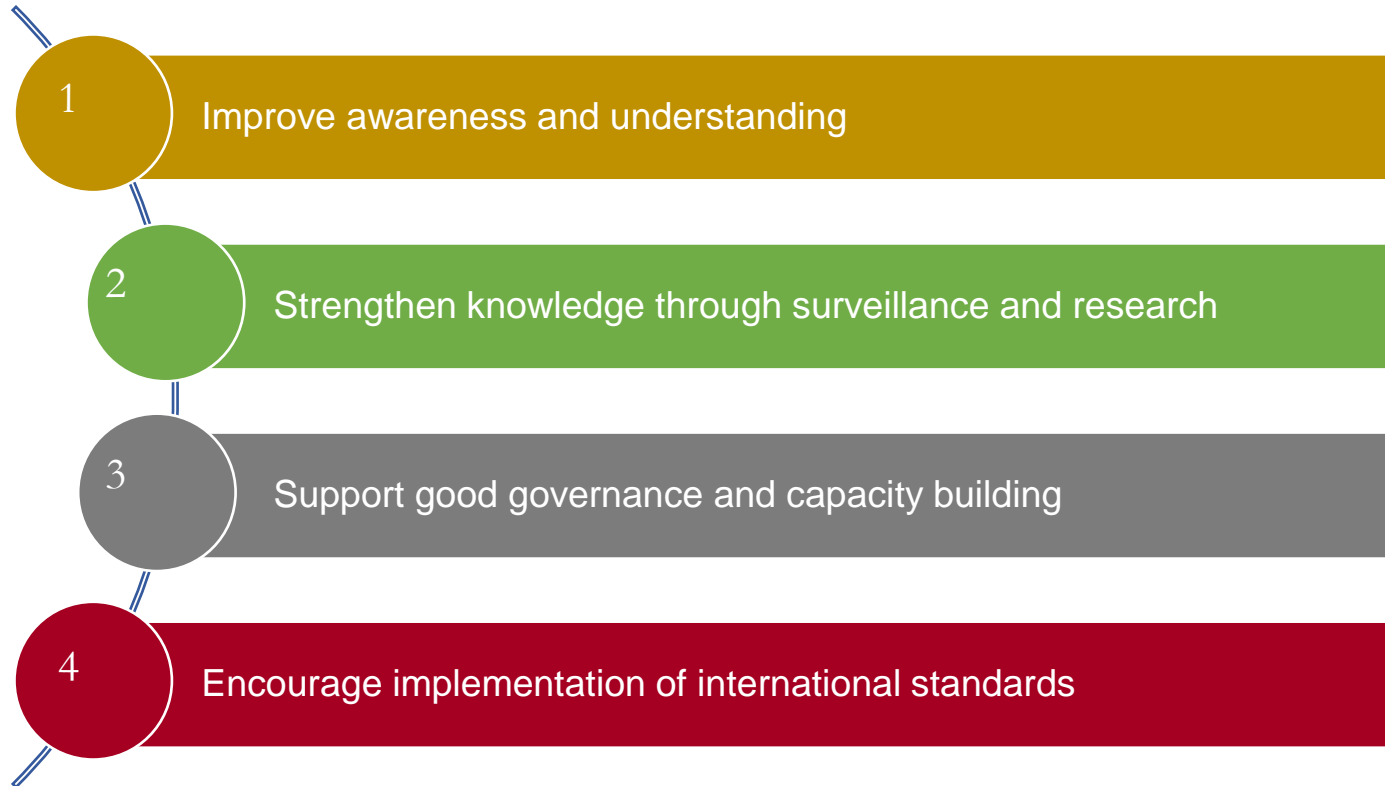 1
Improve awareness and understanding
2
Strengthen knowledge through surveillance and research
3
Support good governance and capacity building
4
Encourage implementation of international standards